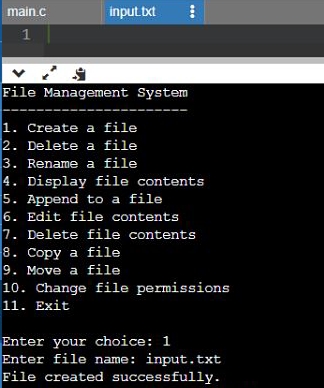 main.c input.txt
1
File Management System
-----------------------
1. Create a file
2. Delete a file
3. Rename a file
4. Display file contents
5. Append to a file
6. Edit file contents
7. Delete file contents
8. Copy a file
9. Move a file
10. Change file permissions
11. Exit
Enter your choice: 1
Enter file name: input.txt
File created successfully.